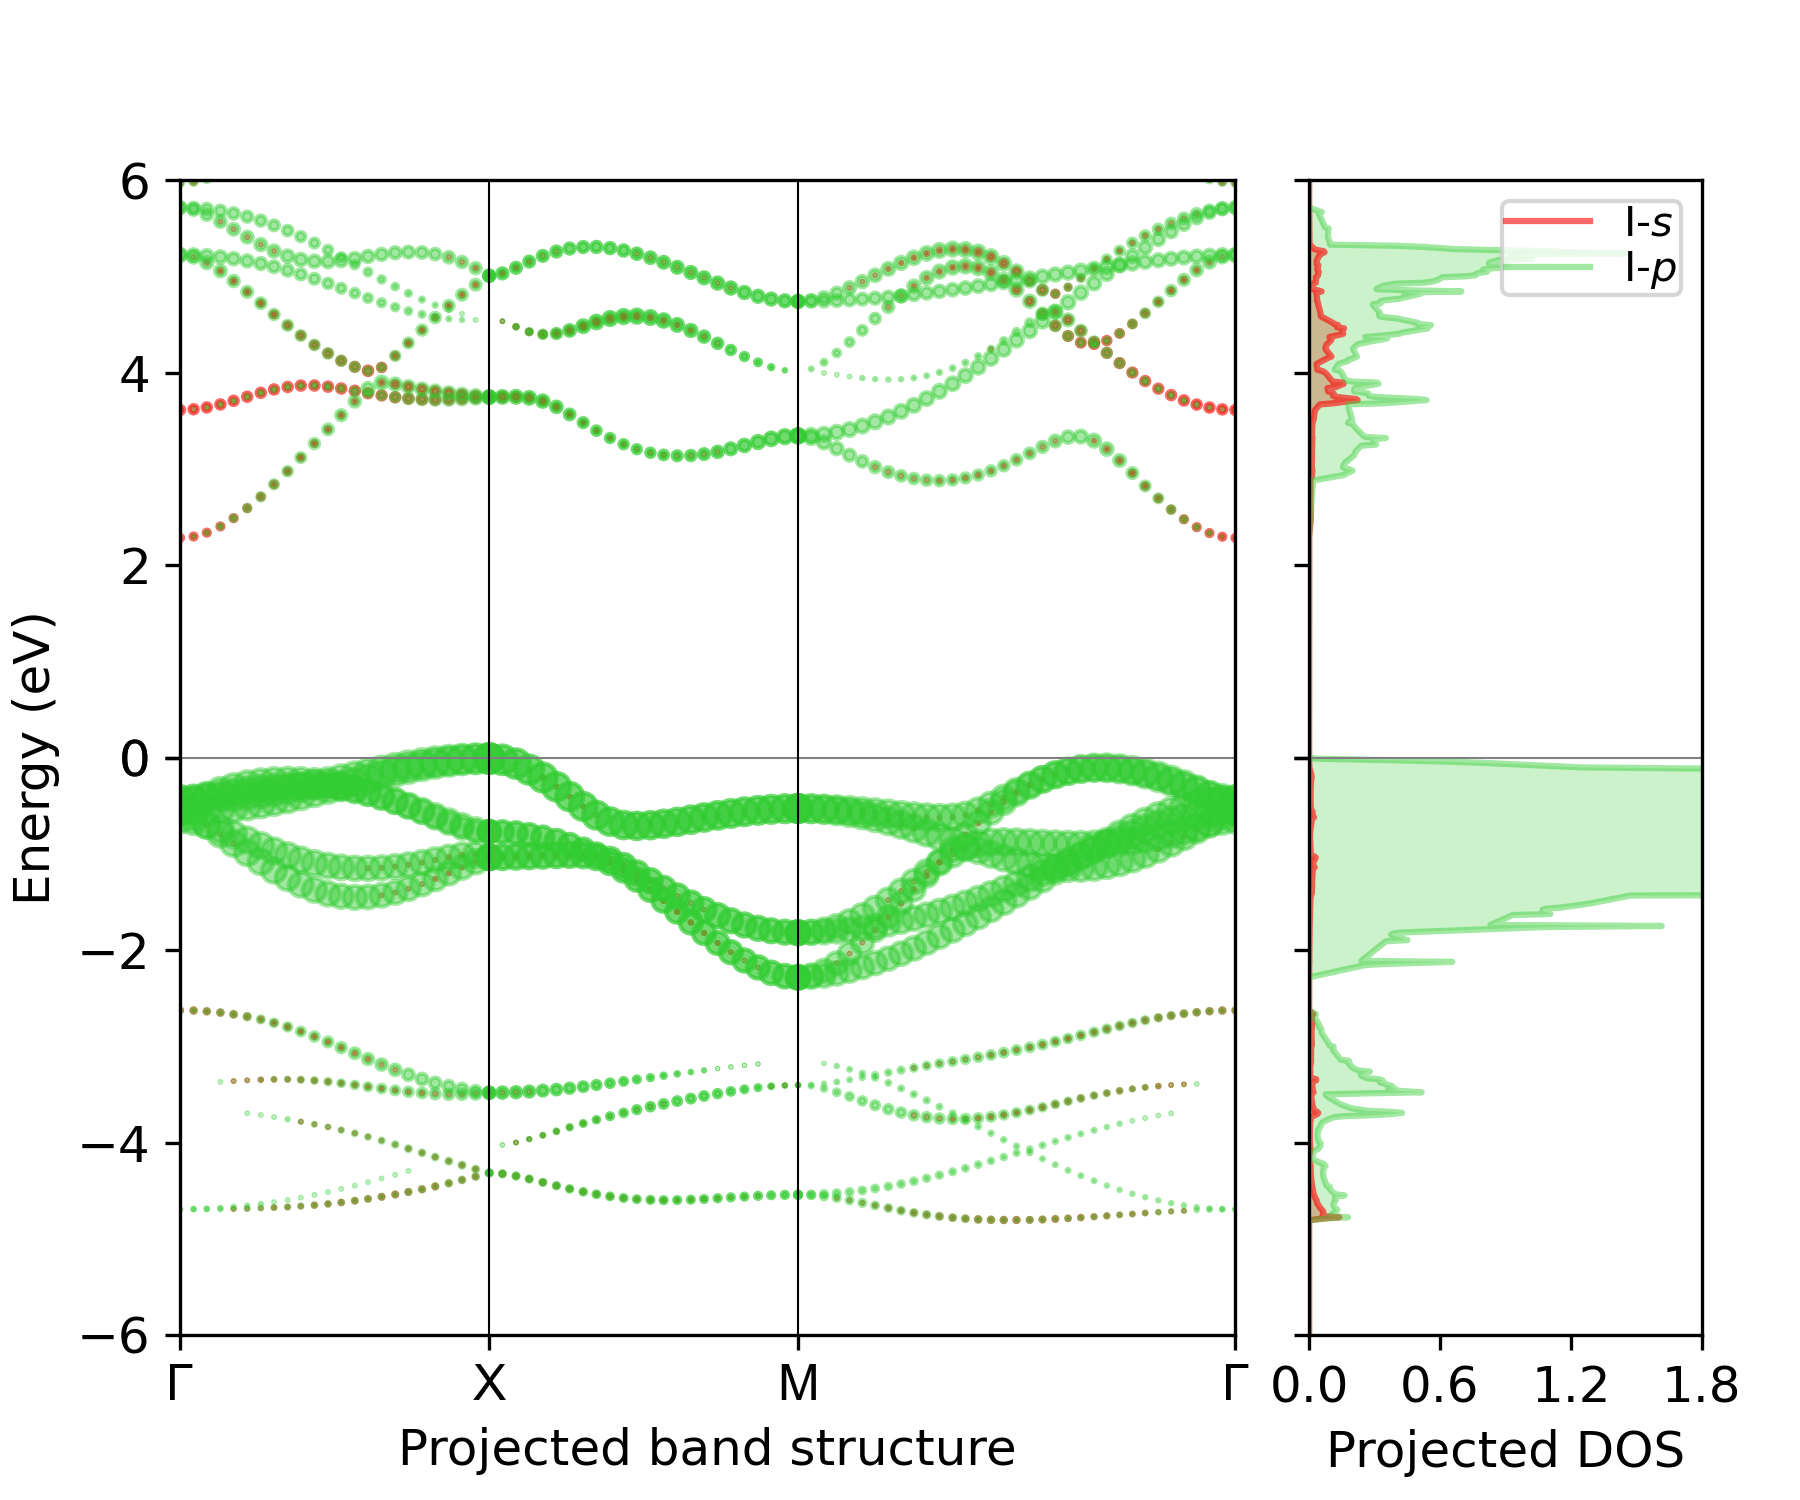 Energy (eV)
6
4
2
0
−2
−4
−6
Γ
X
M
Γ
Projected band structure
I-s
I-p
0.0
0.6
1.2
1.8
Projected DOS